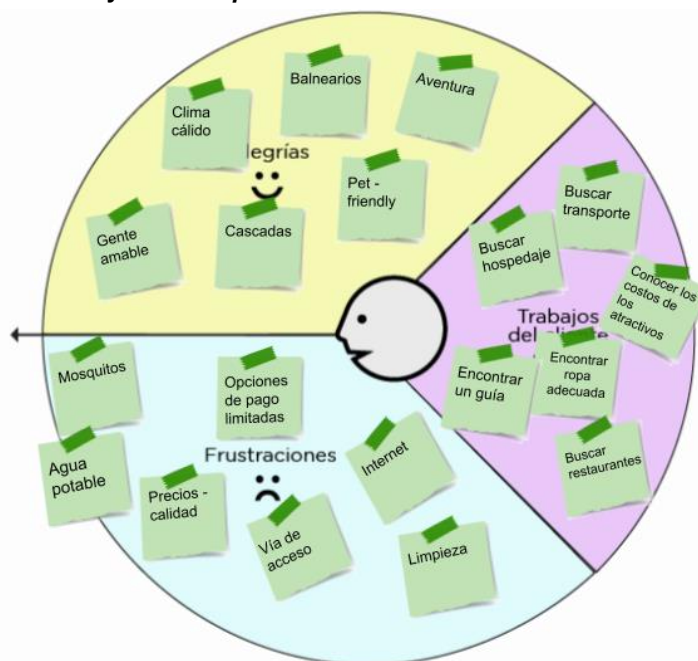 Balnearios
Aventura
Clima
cálido
legrías
Pet -
friendly
Gente
amable
Cascadas
Buscar
transporte
Buscar
hospedaje
Conocer los
costos de
los
atractivos
Trabajos
del cliente
Encontrar
un guía
Encontrar
ropa
adecuada
Buscar
restaurantes
Mosquitos
Opciones
de pago
limitadas
Frustraciones
Internet
Agua
potable
Precios -
calidad
Vía de
acceso
Limpieza